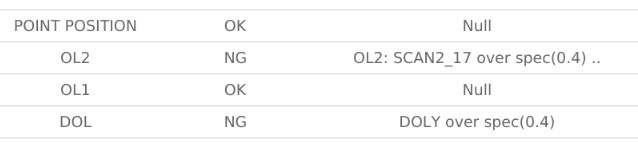 POINT POSITION OK Null
OL2 NG OL2: SCAN2_17 over spec(0.4) ..
OL1 OK Null
DOL NG DOLY over spec(0.4)